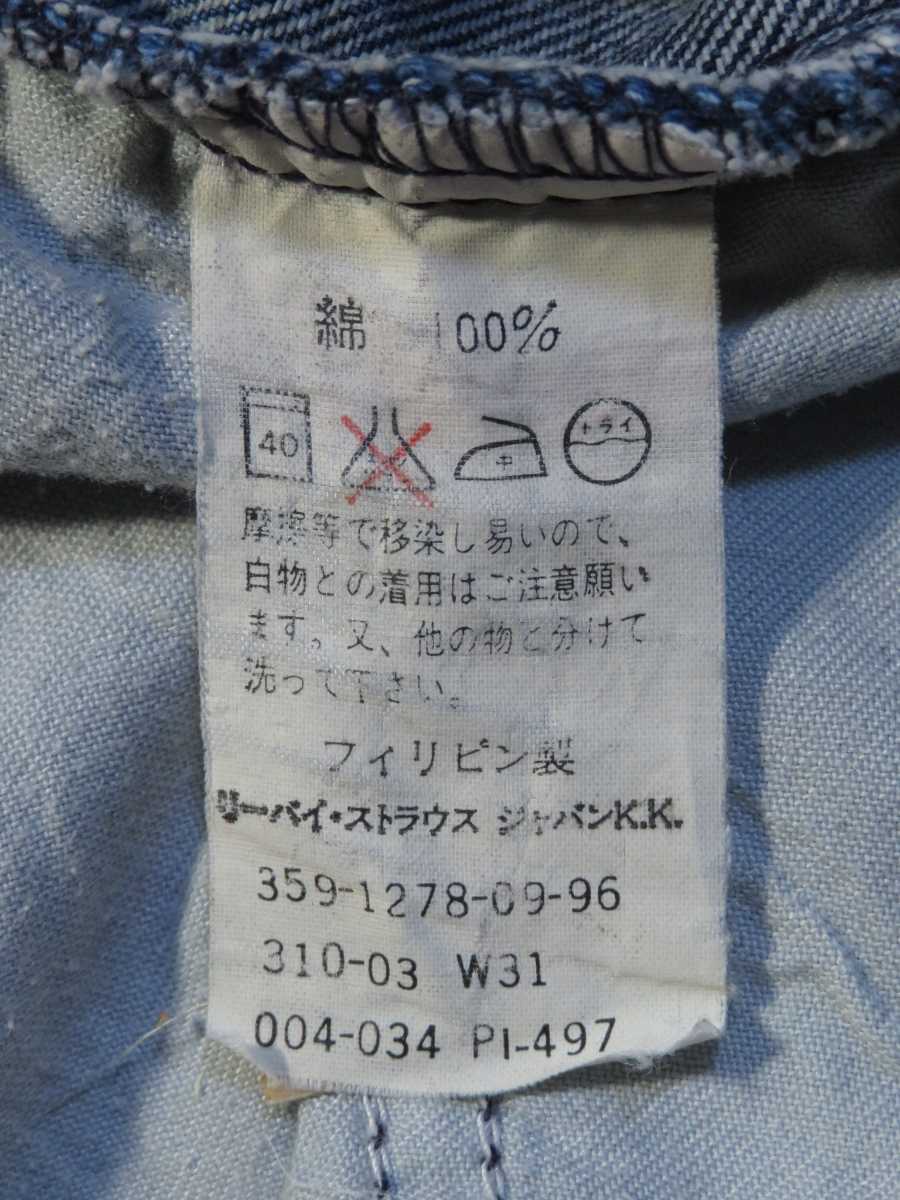 綿 100%
40 中 ドライ
摩擦等で移染し易いので、
白物との着用はご注意願い
ます。又、他の物と分けて
洗って下さい。
フィリピン製
リーバイ・ストラウス ジャパンK.K.
359-1278-09-96
310-03 W31
004-034 PI-497